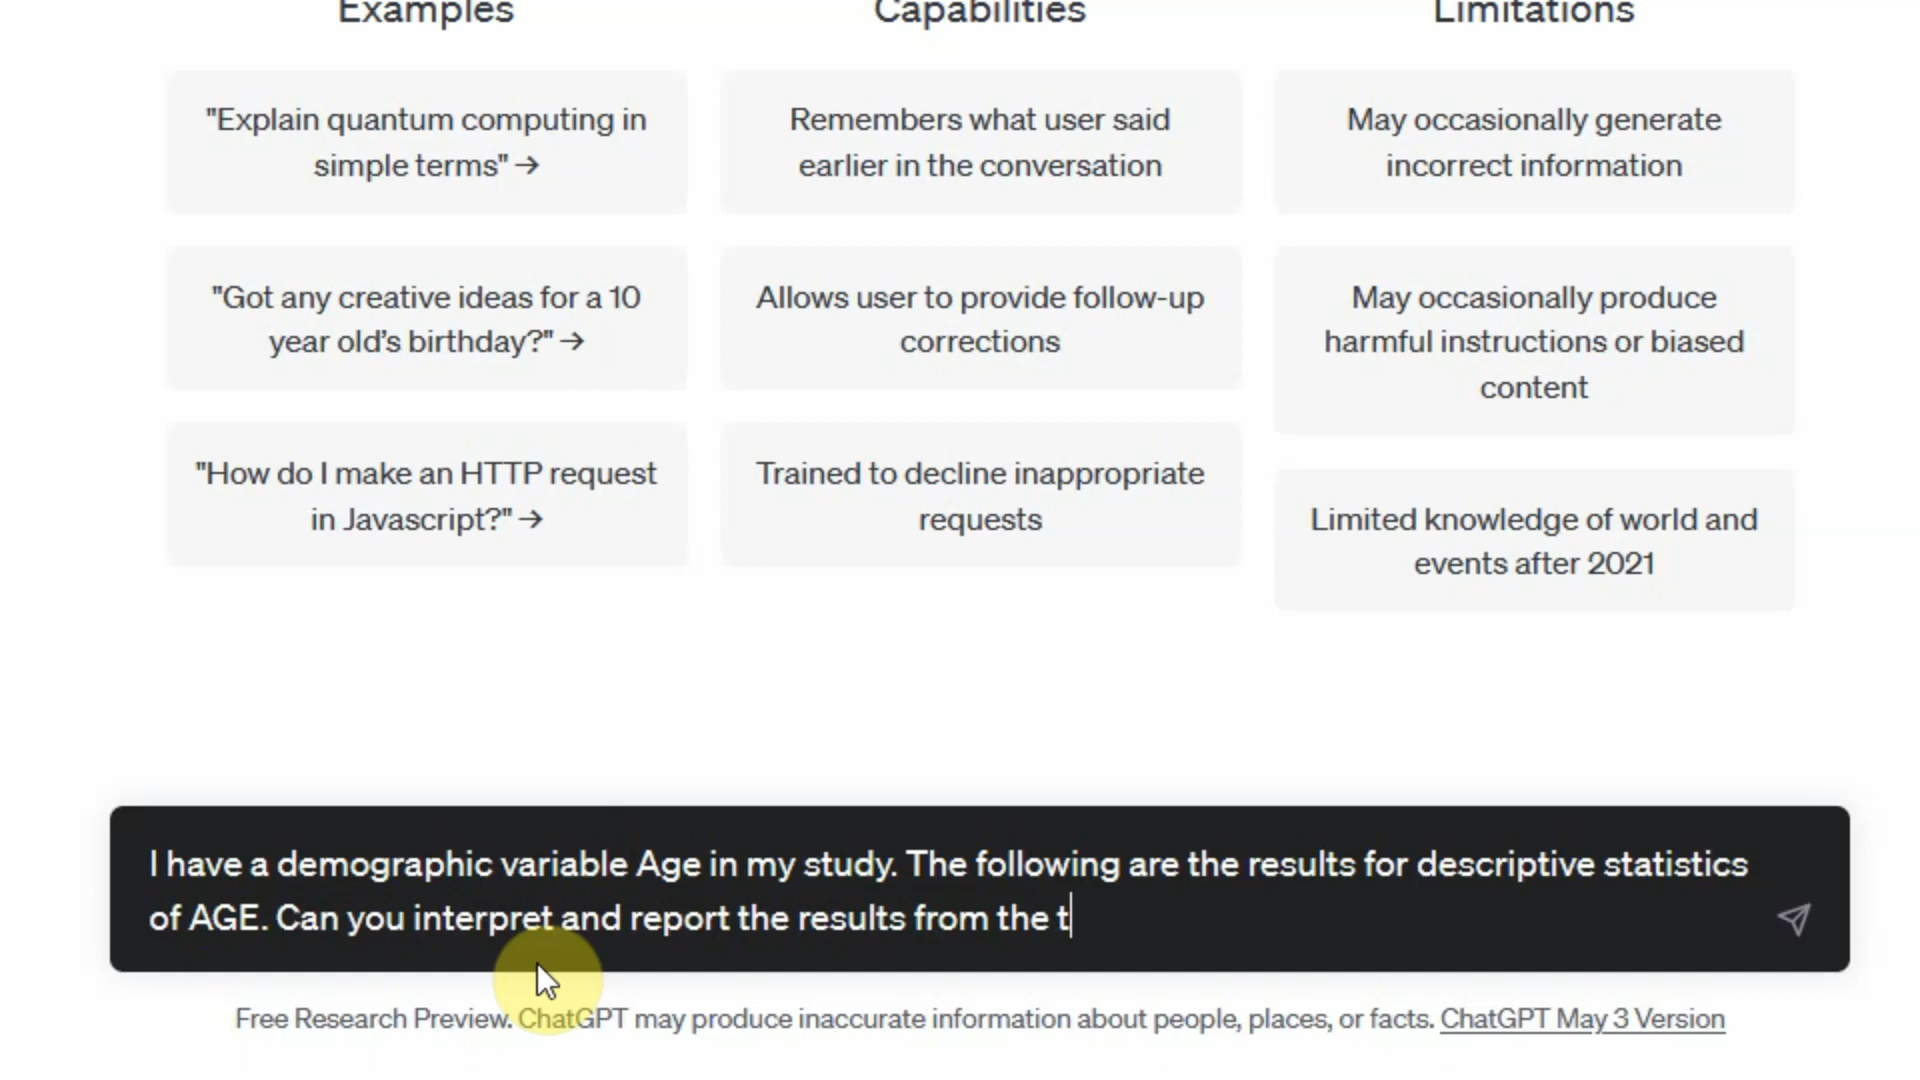 Examples
Capabilities
Limitations
"Explain quantum computing in
simple terms" →
Remembers what user said
earlier in the conversation
May occasionally generate
incorrect information
"Got any creative ideas for a 10
year old’s birthday?" →
Allows user to provide follow-up
corrections
May occasionally produce
harmful instructions or biased
content
"How do I make an HTTP request
in Javascript?" →
Trained to decline inappropriate
requests
Limited knowledge of world and
events after 2021
I have a demographic variable Age in my study. The following are the results for descriptive statistics
of AGE. Can you interpret and report the results from the t
Free Research Preview. ChatGPT may produce inaccurate information about people, places, or facts. ChatGPT May 3 Version